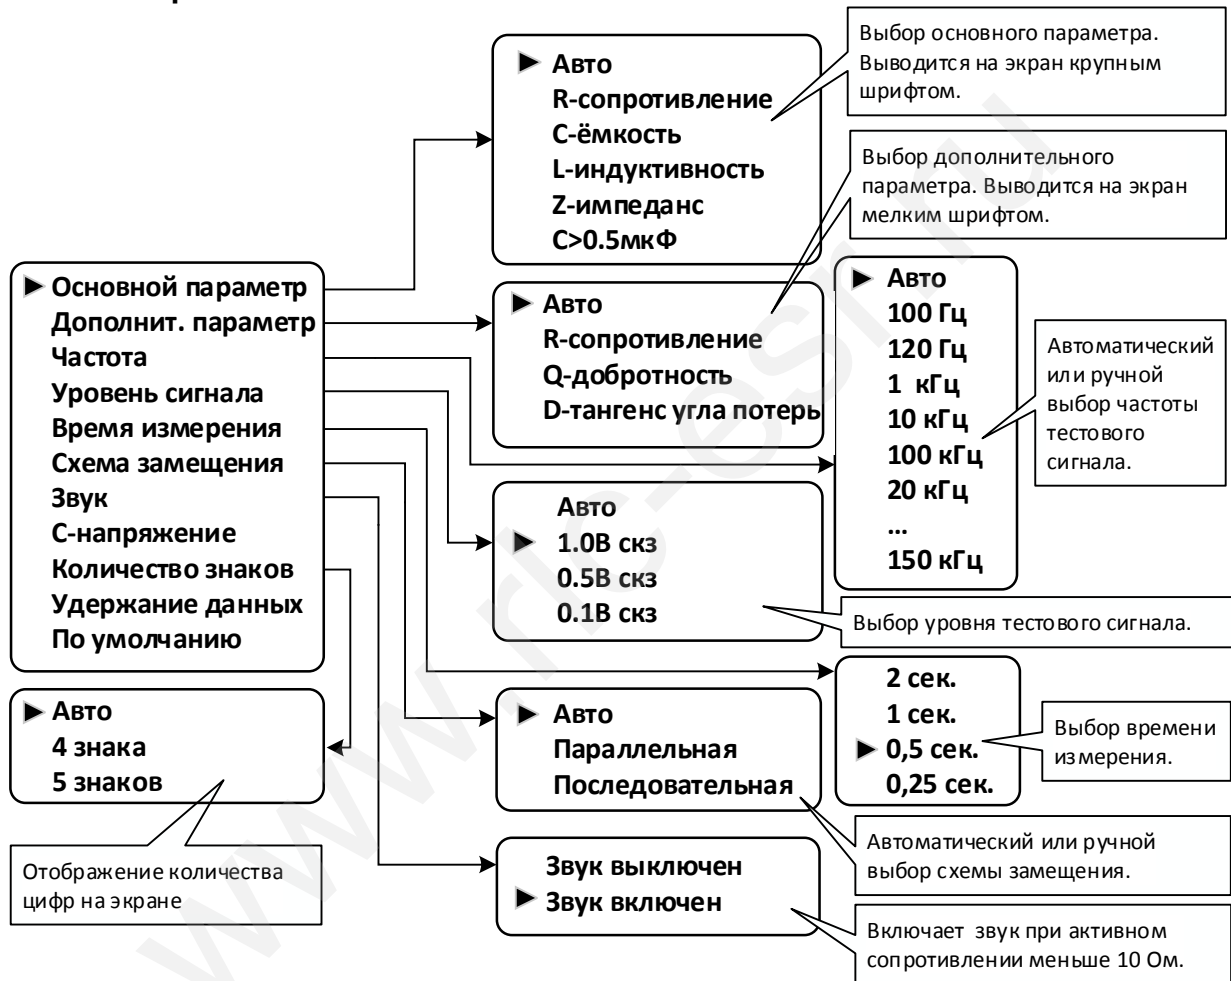 Авто
R-сопротивление
C-ёмкость
L-индуктивность
Z-импеданс
C>0.5мкФ
Выбор основного параметра.
Выводится на экран крупным
шрифтом.
Выбор дополнительного
параметра. Выводится на экран
мелким шрифтом.
Основной параметр
Дополнит. параметр
Частота
Уровень сигнала
Время измерения
Схема замещения
Звук
С-напряжение
Количество знаков
Удержание данных
По умолчанию
Авто
R-сопротивление
Q-добротность
D-тангенс угла потерь
Авто
100 Гц
120 Гц
1 кГц
10 кГц
100 кГц
20 кГц
...
150 кГц
Автоматический
или ручной
выбор частоты
тестового
сигнала.
Авто
1.0В скз
0.5В скз
0.1В скз
Выбор уровня тестового сигнала.
Авто
4 знака
5 знаков
Отображение количества
цифр на экране
Авто
Параллельная
Последовательная
2 сек.
1 сек.
0,5 сек.
0,25 сек.
Выбор времени
измерения.
Автоматический или ручной
выбор схемы замещения.
Звук выключен
Звук включен
Включает звук при активном
сопротивлении меньше 10 Ом.
www.rlc-esr.ru